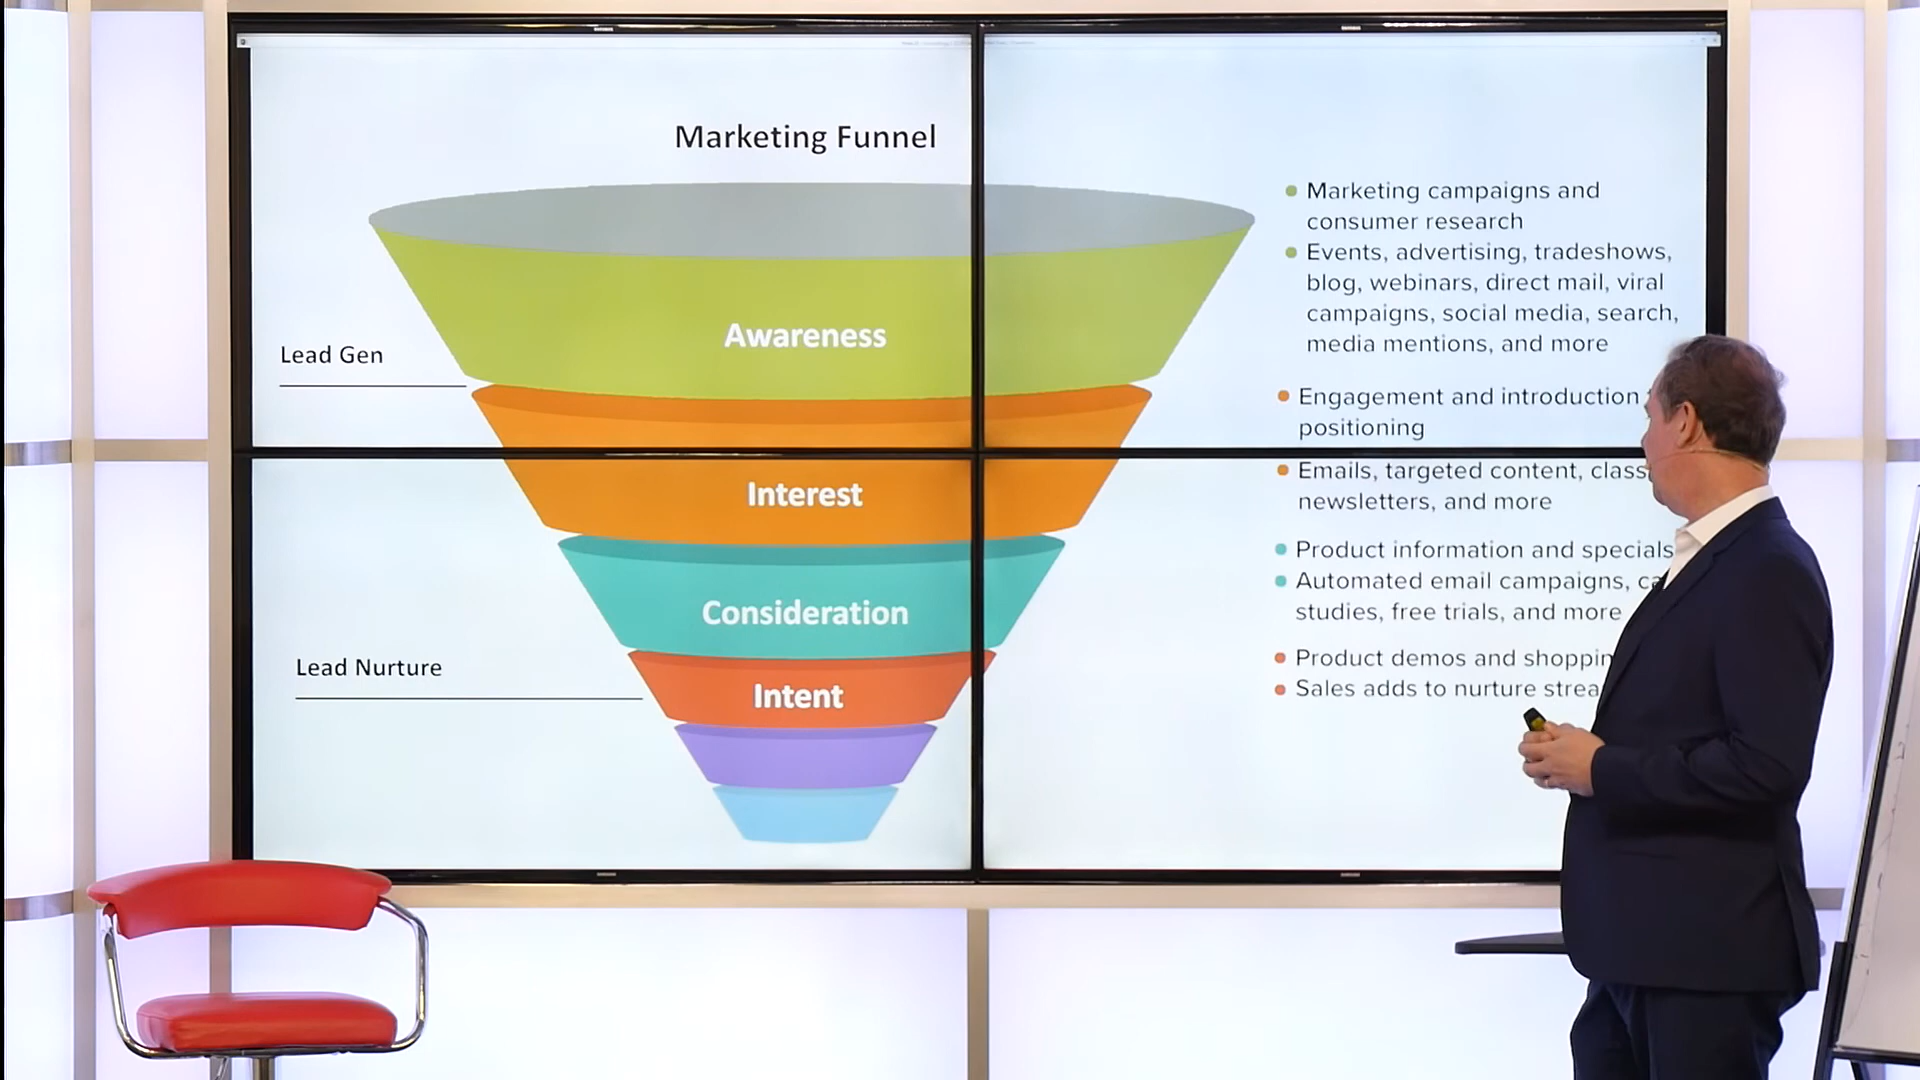 Marketing Funnel
Marketing campaigns and
consumer research
Events, advertising, tradeshows,
blog, webinars, direct mail, viral
campaigns, social media, search,
media mentions, and more
Awareness
Lead Gen
Engagement and introduction
positioning
Interest
Emails, targeted content, class
newsletters, and more
Product information and specials
Automated email campaigns,
studies, free trials, and more
Consideration
Lead Nurture
Product demos and
Sales adds to nurture
Intent